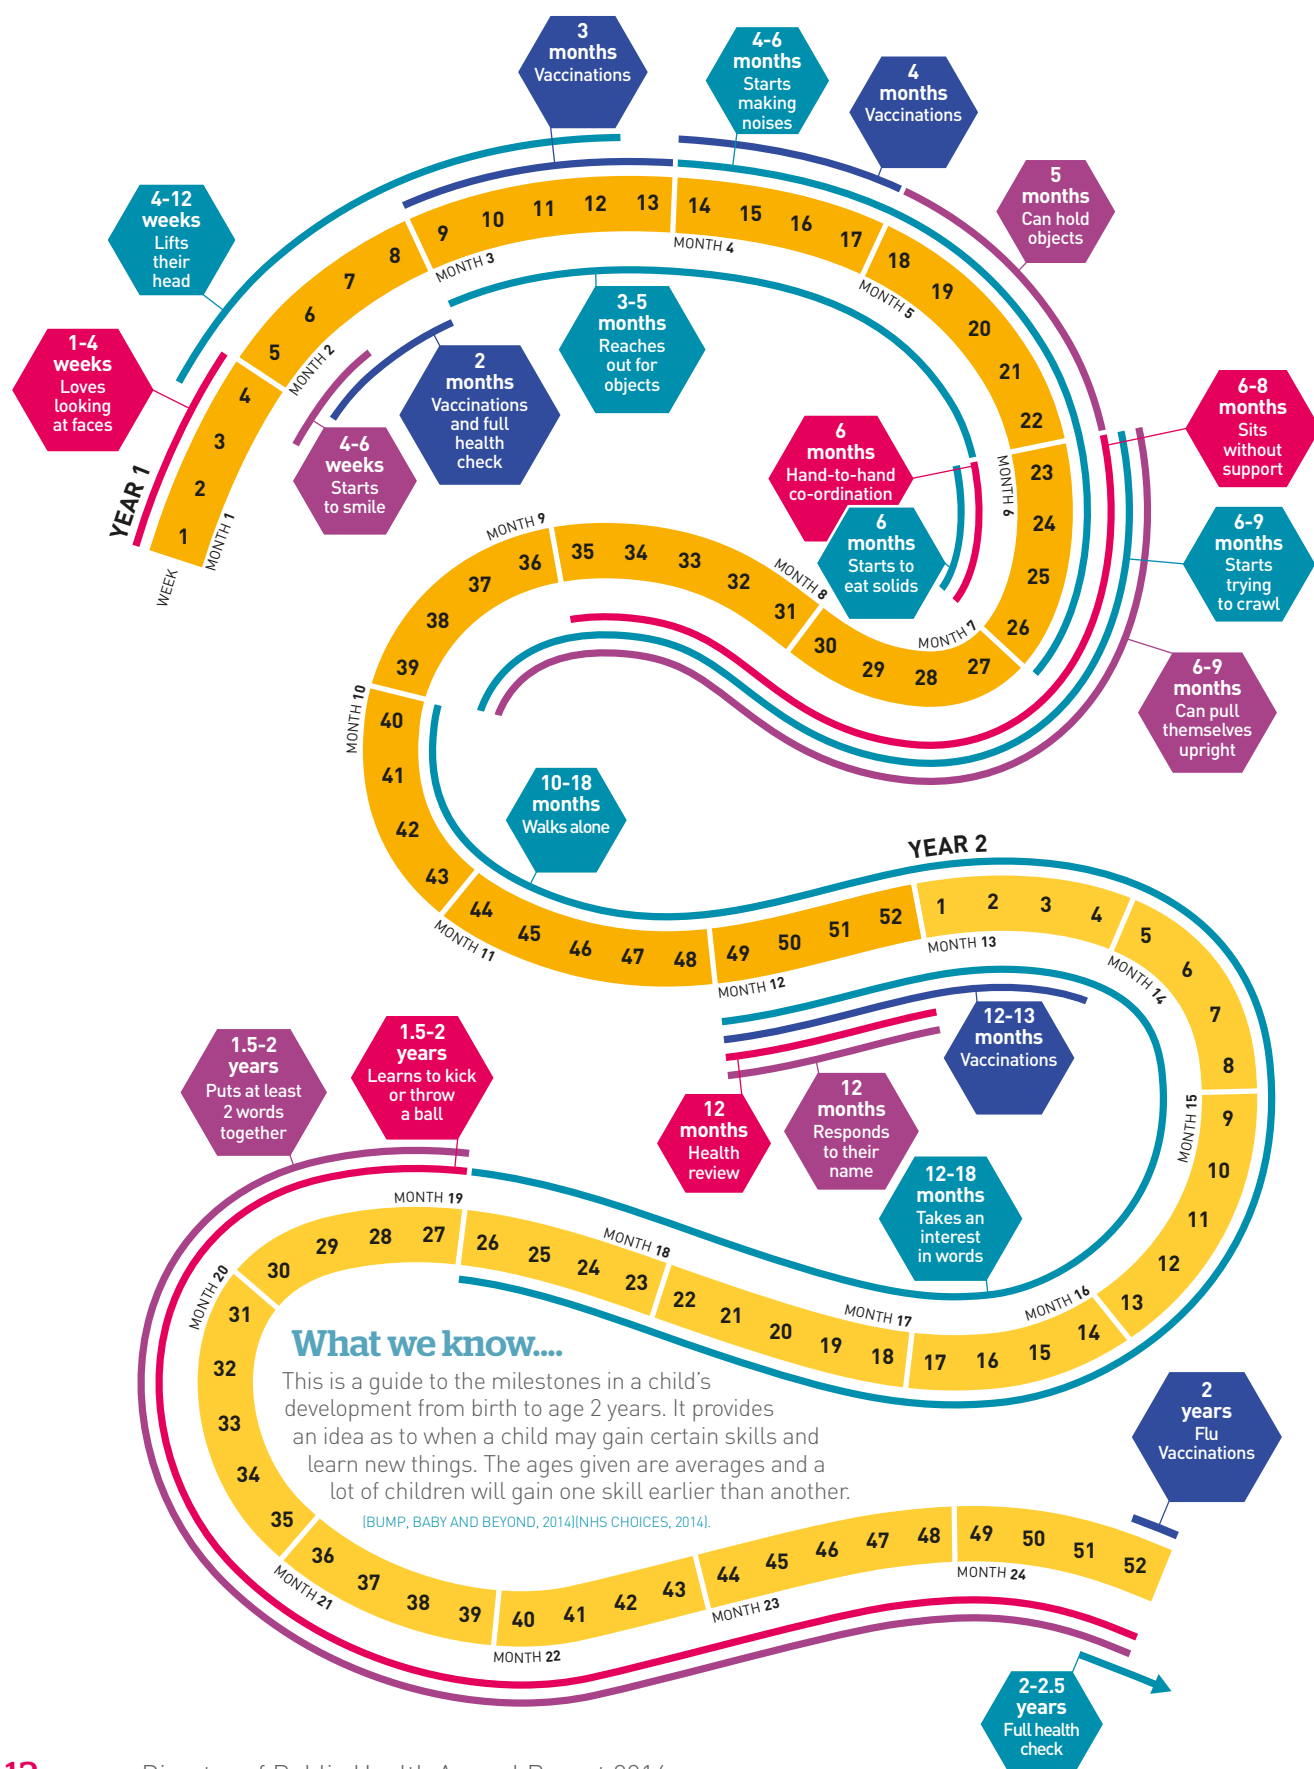 3
months
Vaccinations
4-6
months
Starts
making
noises
4
months
Vaccinations
5
months
Can hold
objects
4-12
weeks
Lifts
their
head
1-4
weeks
Loves
looking
at faces
3-5
months
Reaches
out for
objects
2
months
Vaccinations
and full
health
check
4-6
weeks
Starts
to smile
6
months
Hand-to-hand
co-ordination
6
months
Starts to
eat solids
6-8
months
Sits
without
support
6-9
months
Starts
trying
to crawl
6-9
months
Can pull
themselves
upright
YEAR 1
WEEK
MONTH 1
1
2
3
4
MONTH 2
5
6
7
8
MONTH 3
9
10
11
12
13
MONTH 4
14
15
16
17
MONTH 5
18
19
20
21
22
MONTH 6
23
24
25
26
MONTH 7
27
28
29
30
MONTH 8
31
32
33
34
35
MONTH 9
36
37
38
39
MONTH 10
40
41
42
43
MONTH 11
44
45
46
47
48
MONTH 12
49
50
51
52
10-18
months
Walks alone
YEAR 2
MONTH 13
1
2
3
4
MONTH 14
5
6
7
8
MONTH 15
9
10
11
12
13
MONTH 16
14
15
16
17
MONTH 17
18
19
20
21
22
MONTH 18
23
24
25
26
MONTH 19
27
28
29
30
MONTH 20
31
32
33
34
35
MONTH 21
36
37
38
39
MONTH 22
40
41
42
43
MONTH 23
44
45
46
47
48
MONTH 24
49
50
51
52
12-13
months
Vaccinations
12
months
Health
review
12
months
Responds
to their
name
12-18
months
Takes an
interest
in words
1.5-2
years
Puts at least
2 words
together
1.5-2
years
Learns to kick
or throw
a ball
What we know....
This is a guide to the milestones in a child's
development from birth to age 2 years. It provides
an idea as to when a child may gain certain skills and
learn new things. The ages given are averages and a
lot of children will gain one skill earlier than another.
(BUMP, BABY AND BEYOND, 2014)(NHS CHOICES, 2014).
2
years
Flu
Vaccinations
2-2.5
years
Full health
check